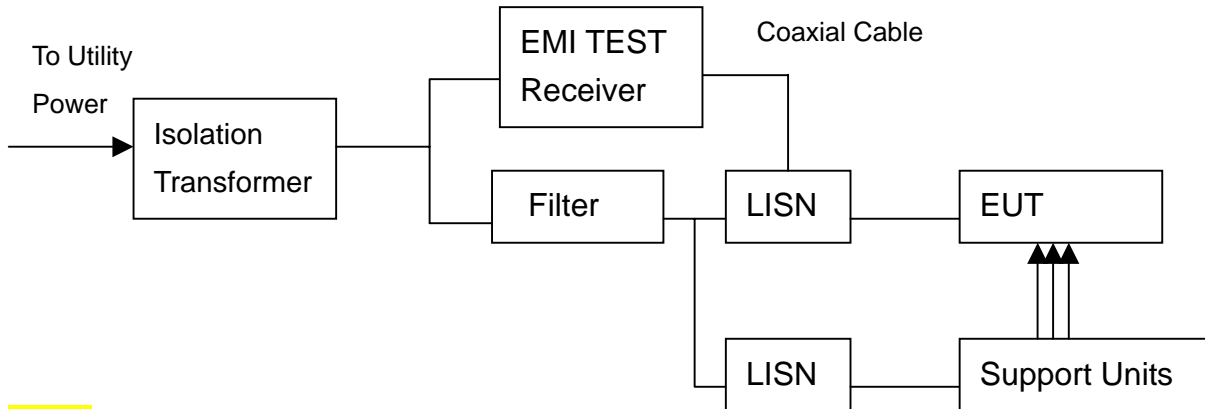 To Utility
Power
Isolation
Transformer
EMI TEST
Receiver
Coaxial Cable
Filter
LISN
EUT
LISN
Support Units